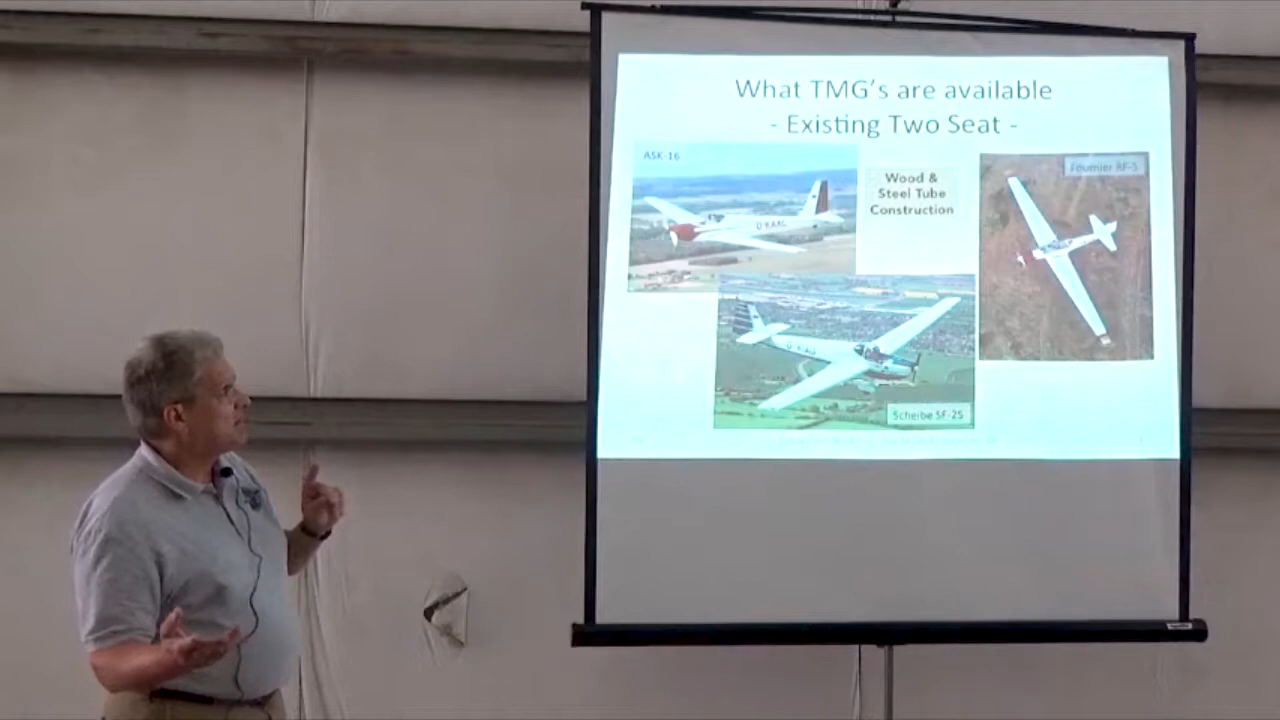 What TMG's are available
- Existing Two Seat -
ASK-16
Wood &
Steel Tube
Construction
Fournier RF-5
D-KAAC
Scheibe SF-25